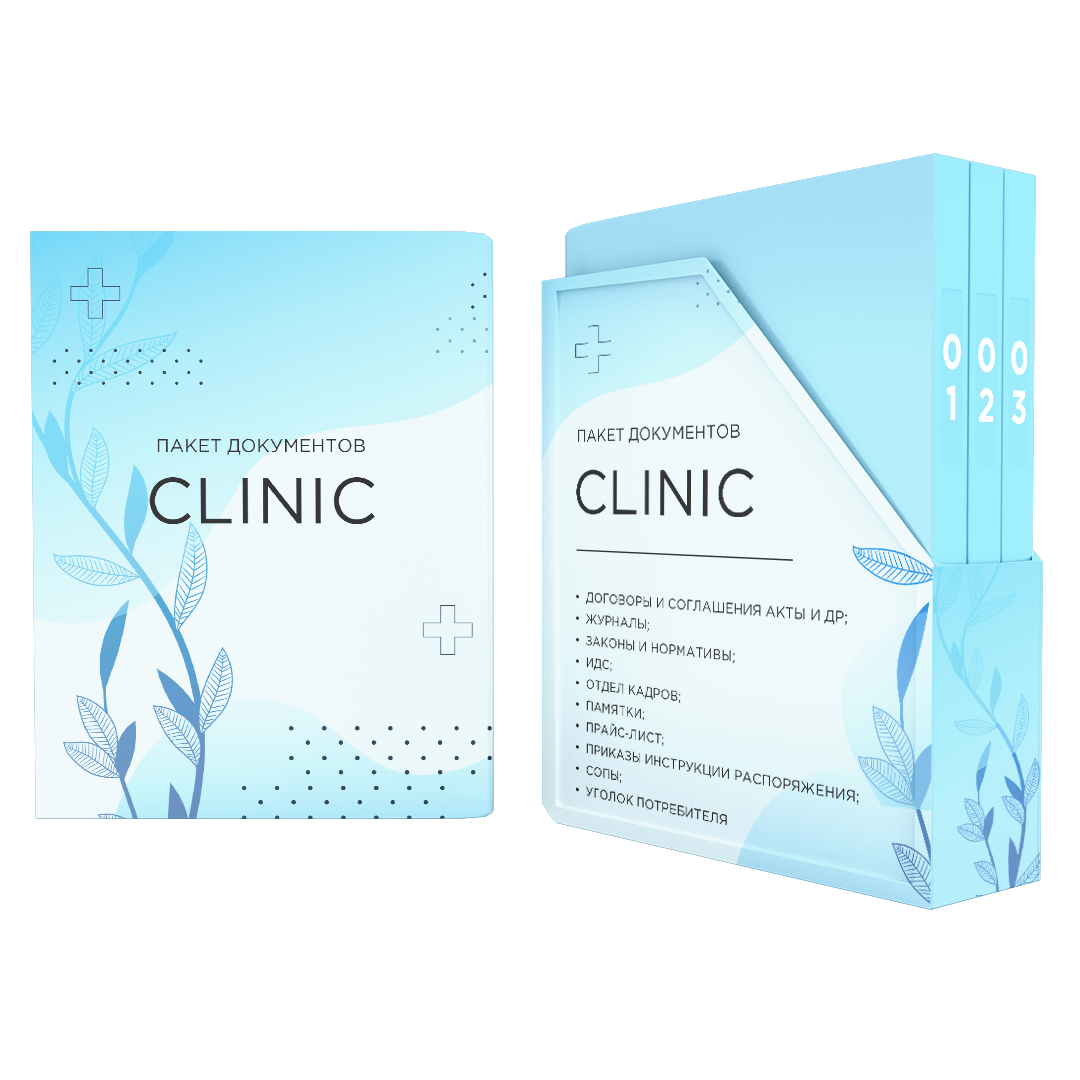 ПАКЕТ ДОКУМЕНТОВ
CLINIC
ПАКЕТ ДОКУМЕНТОВ
CLINIC
• ДОГОВОРЫ И СОГЛАШЕНИЯ АКТЫ И ДР;
• ЖУРНАЛЫ;
• ЗАКОНЫ И НОРМАТИВЫ;
• ИДС;
• ОТДЕЛ КАДРОВ;
• ПАМЯТКИ;
• ПРАЙС-ЛИСТ;
• ПРИКАЗЫ ИНСТРУКЦИИ РАСПОРЯЖЕНИЯ;
• СОПЫ;
• УГОЛОК ПОТРЕБИТЕЛЯ
01
02
03